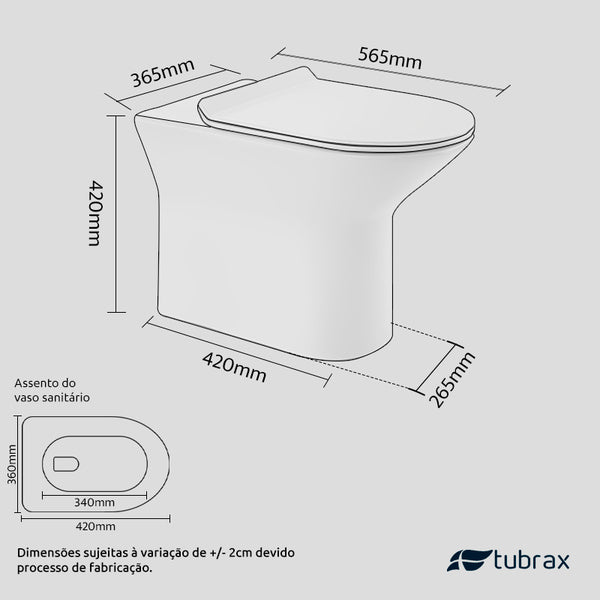 565mm
365mm
420mm
420mm
265mm
Assento do
vaso sanitário
360mm
340mm
420mm
Dimensões sujeitas à variação de +/- 2cm devido
processo de fabricação.
tubrax